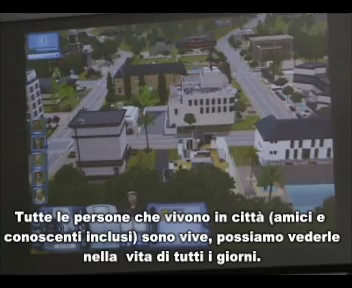 Tutte le persone che vivono in città (amici e
conoscenti inclusi) sono vive, possiamo vederle
nella vita di tutti i giorni.